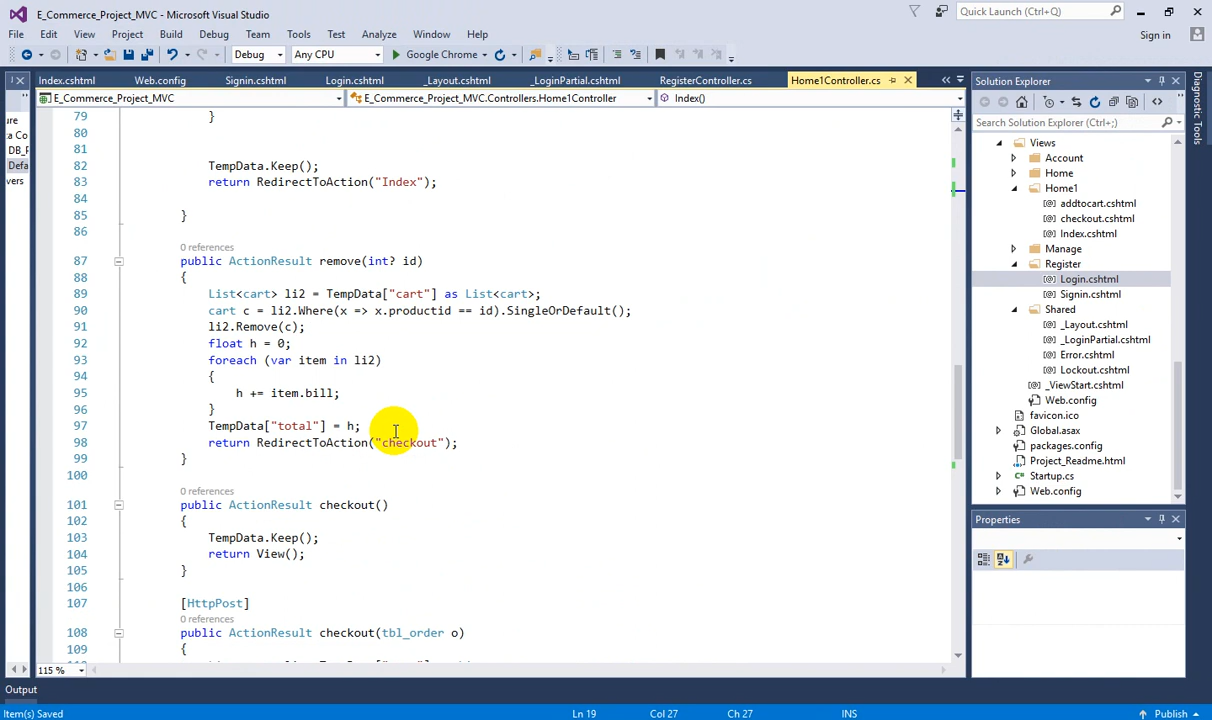 E_Commerce_Project_MVC - Microsoft Visual Studio
Quick Launch (Ctrl+Q)
File Edit View Project Build Debug Team Tools Test Analyze Window Help
Sign in
Debug Any CPU Google Chrome
Index.cshtml Web.config Signin.cshtml Login.cshtml _Layout.cshtml _LoginPartial.cshtml RegisterController.cs Home1Controller.cs
E_Commerce_Project_MVC E_Commerce_Project_MVC.Controllers.Home1Controller Index()
79 }
80
81
82 TempData.Keep();
83 return RedirectToAction("Index");
84
85 }
86
0 references
87 public ActionResult remove(int? id)
88 {
89 List<cart> li2 = TempData["cart"] as List<cart>;
90 cart c = li2.Where(x => x.productid == id).SingleOrDefault();
91 li2.Remove(c);
92 float h = 0;
93 foreach (var item in li2)
94 {
95 h += item.bill;
96 }
97 TempData["total"] = h;
98 return RedirectToAction("checkout");
99 }
100
0 references
101 public ActionResult checkout()
102 {
103 TempData.Keep();
104 return View();
105 }
106
107 [HttpPost]
0 references
108 public ActionResult checkout(tbl_order o)
109 {
115 %
ure
ta Co
DB_F
Defa
vers
Solution Explorer
Search Solution Explorer (Ctrl+;)
Views
Account
Home
Home1
addtocart.cshtml
checkout.cshtml
Index.cshtml
Manage
Register
Login.cshtml
Signin.cshtml
Shared
_Layout.cshtml
_LoginPartial.cshtml
Error.cshtml
Lockout.cshtml
_ViewStart.cshtml
Web.config
favicon.ico
Global.asax
packages.config
Project_Readme.html
Startup.cs
Web.config
Properties
Diagnostic Tools
Output
Item(s) Saved Ln 19 Col 27 Ch 27 INS Publish